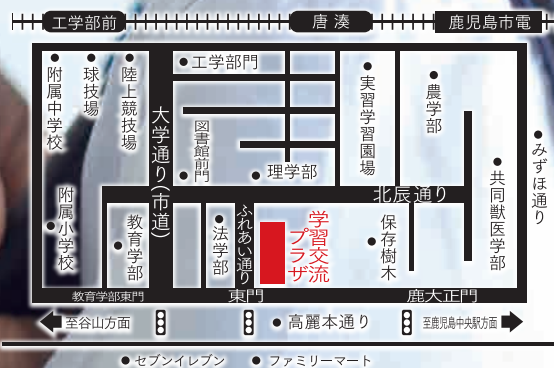 工学部前
唐湊
鹿児島市電
●附属中学校
●球技場
●陸上競技場
大学通り(市道)
●工学部門
図書館前門
●理学部
●実習学習園場
●農学部
●共同獣医学部
●みずほ通り
北辰通り
●附属小学校
●教育学部
●法学部
ふれあい通り
学習交流
プラザ
●保存樹木
教育学部東門
東門
鹿大正門
至谷山方面
●高麗本通り
至鹿児島中央駅方面
●セブンイレブン
●ファミリーマート